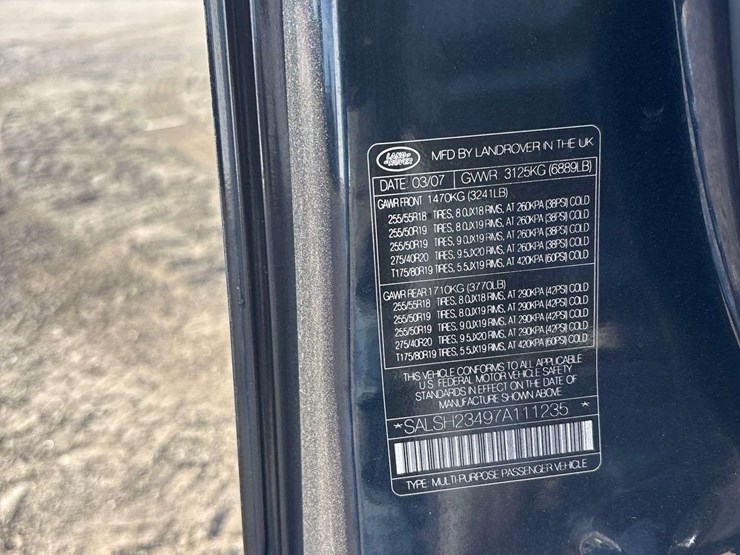 LAND ROVER
MFD BY LANDROVER IN THE UK
DATE: 03/07 GVWR: 3125KG (6889LB)
GAWR FRONT 1470KG (3241LB)
255/55R18 TIRES, 8.0JX18 RIMS, AT 260KPA (38PSI) COLD
255/50R19 TIRES, 8.0JX19 RIMS, AT 260KPA (38PSI) COLD
255/50R19 TIRES, 9.0JX19 RIMS, AT 260KPA (38PSI) COLD
275/40R20 TIRES, 9.5JX20 RIMS, AT 260KPA (38PSI) COLD
T175/80R19 TIRES, 5.5JX19 RIMS, AT 420KPA (60PSI) COLD
GAWR REAR 1710KG (3770LB)
255/55R18 TIRES, 8.0JX18 RIMS, AT 290KPA (42PSI) COLD
255/50R19 TIRES, 8.0JX19 RIMS, AT 290KPA (42PSI) COLD
255/50R19 TIRES, 9.0JX19 RIMS, AT 290KPA (42PSI) COLD
275/40R20 TIRES, 9.5JX20 RIMS, AT 290KPA (42PSI) COLD
T175/80R19 TIRES, 5.5JX19 RIMS, AT 420KPA (60PSI) COLD
THIS VEHICLE CONFORMS TO ALL APPLICABLE
U.S. FEDERAL MOTOR VEHICLE SAFETY
STANDARDS IN EFFECT ON THE DATE OF
MANUFACTURE SHOWN ABOVE
*SALSH23497A111235 *
TYPE: MULTI-PURPOSE PASSENGER VEHICLE